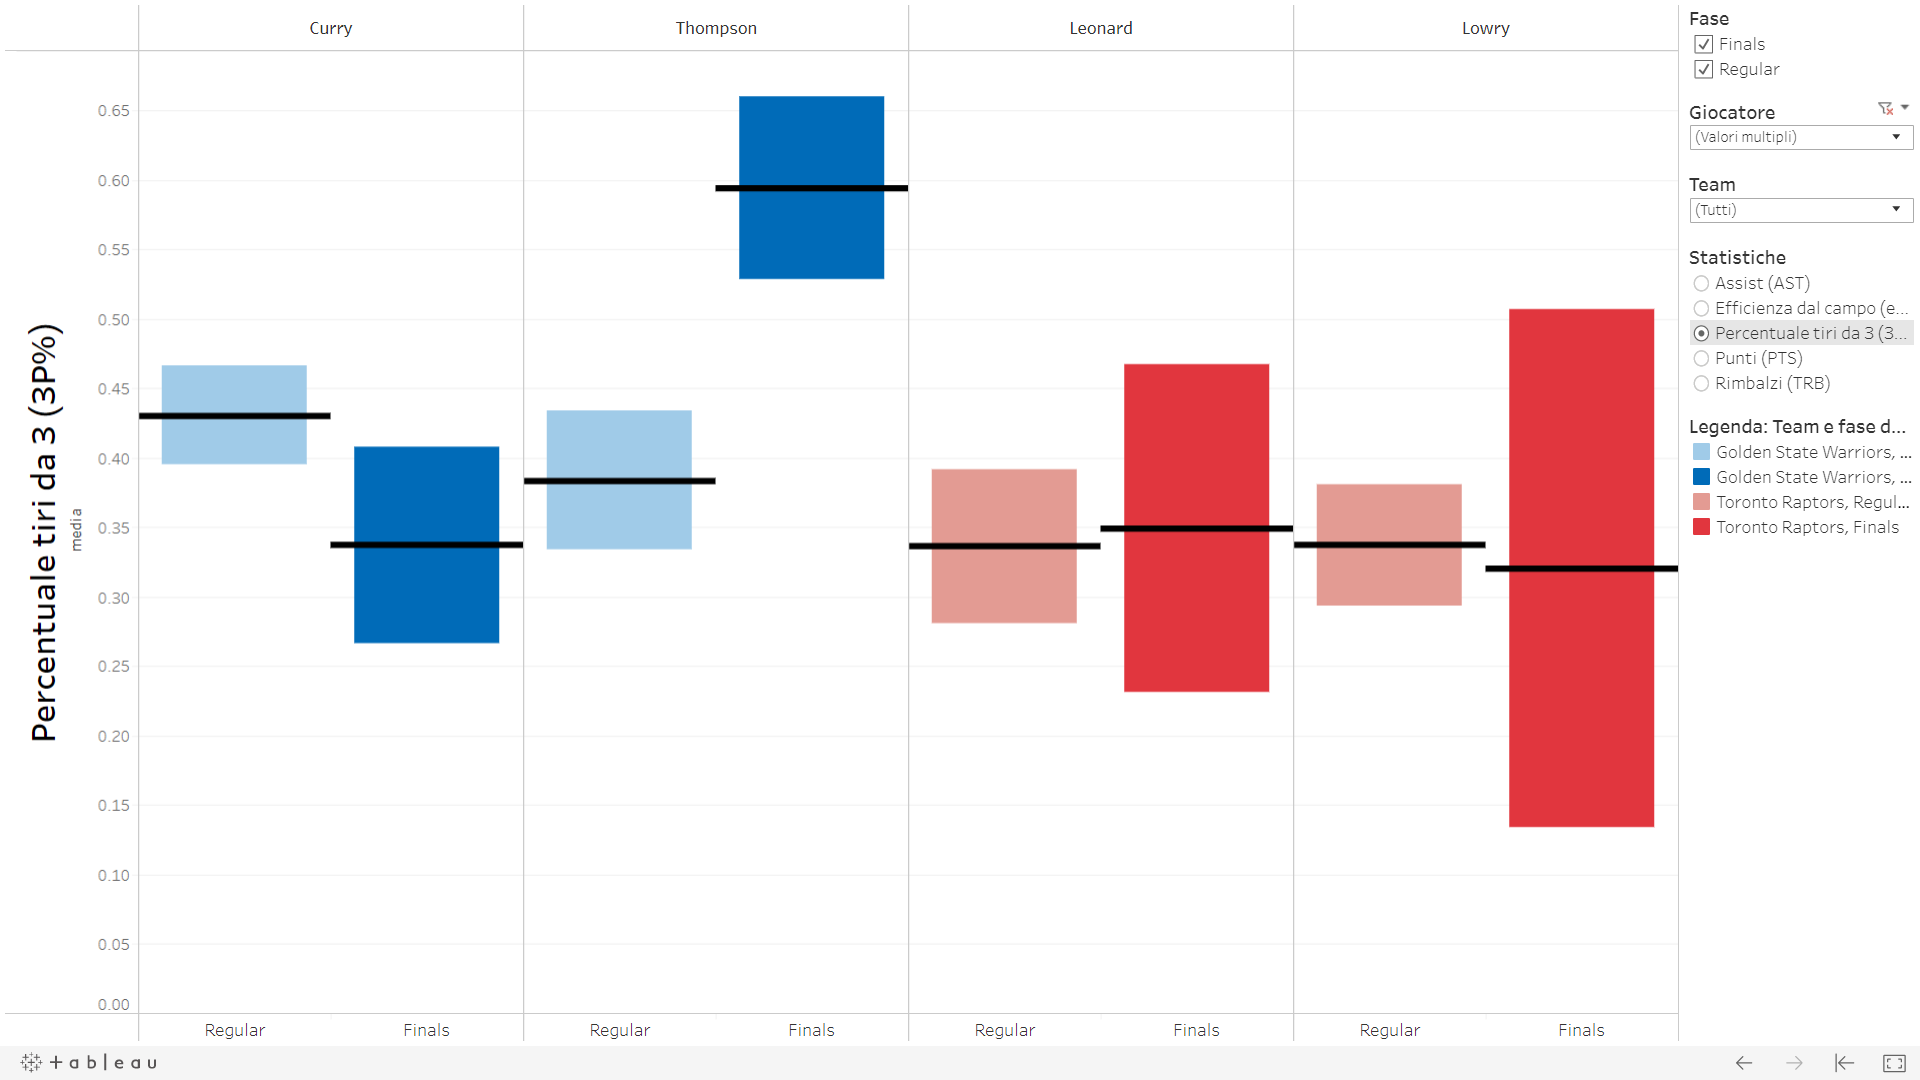 Curry
Thompson
Leonard
Lowry
Percentuale tiri da 3 (3P%)
media
0.65
0.60
0.55
0.50
0.45
0.40
0.35
0.30
0.25
0.20
0.15
0.10
0.05
0.00
Regular
Finals
Regular
Finals
Regular
Finals
Regular
Finals
Fase
Finals
Regular
Giocatore
(Valori multipli)
Team
(Tutti)
Statistiche
Assist (AST)
Efficienza dal campo (e...
Percentuale tiri da 3 (3...
Punti (PTS)
Rimbalzi (TRB)
Legenda: Team e fase d...
Golden State Warriors, ...
Golden State Warriors, ...
Toronto Raptors, Regul...
Toronto Raptors, Finals
+ableau